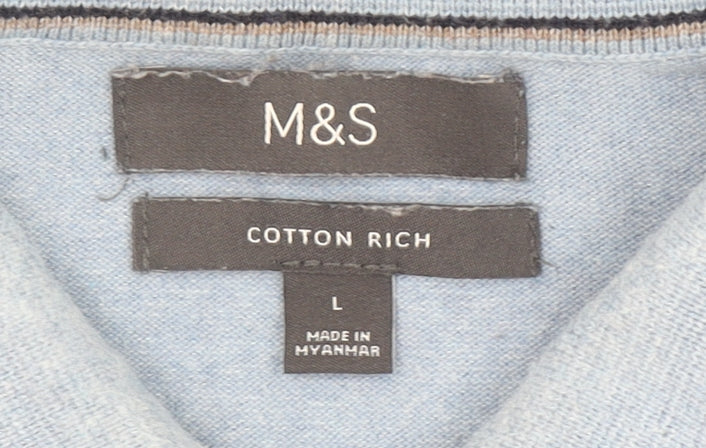 M&S
COTTON RICH
L
MADE IN
MYANMAR